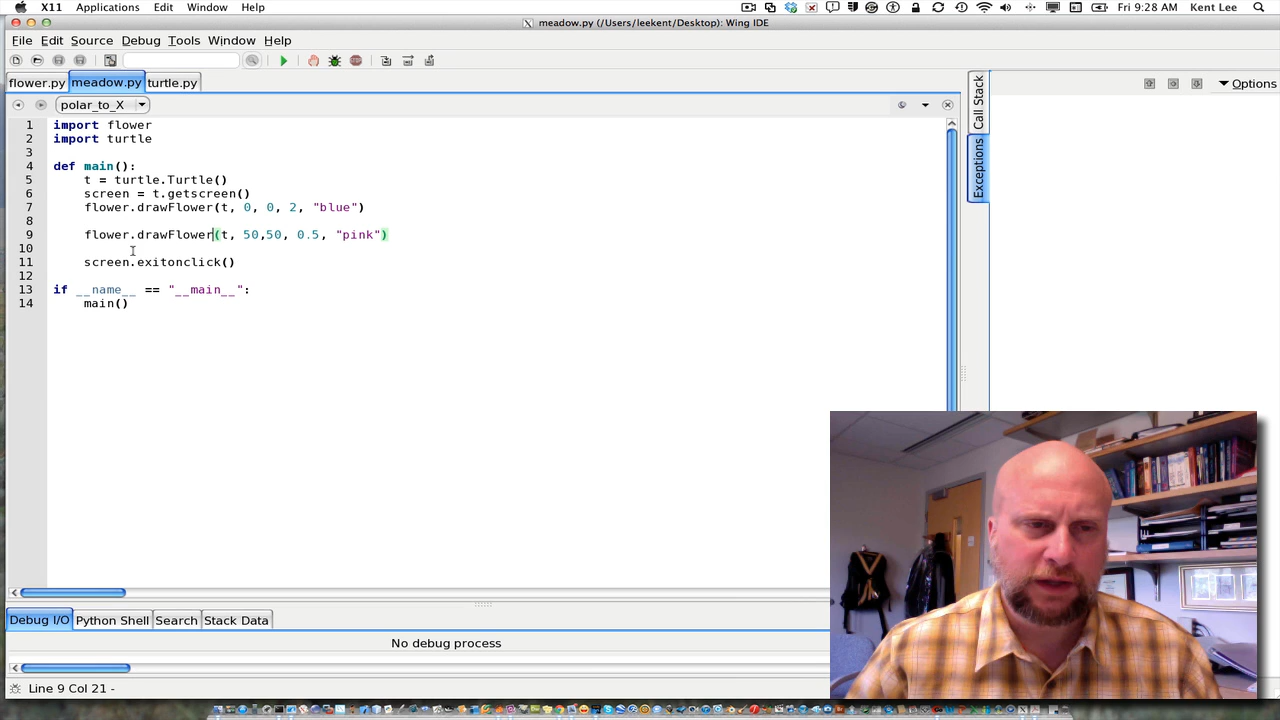 X11 Applications Edit Window Help Fri 9:28 AM Kent Lee
meadow.py (/Users/leekent/Desktop): Wing IDE
File Edit Source Debug Tools Window Help
flower.py meadow.py turtle.py
polar_to_X
Options
Call Stack
Exceptions
1 import flower
2 import turtle
3
4 def main():
5 t = turtle.Turtle()
6 screen = t.getscreen()
7 flower.drawFlower(t, 0, 0, 2, "blue")
8
9 flower.drawFlower(t, 50,50, 0.5, "pink")
10
11 screen.exitonclick()
12
13 if __name__ == "__main__":
14 main()
Debug I/O Python Shell Search Stack Data
No debug process
Line 9 Col 21 -